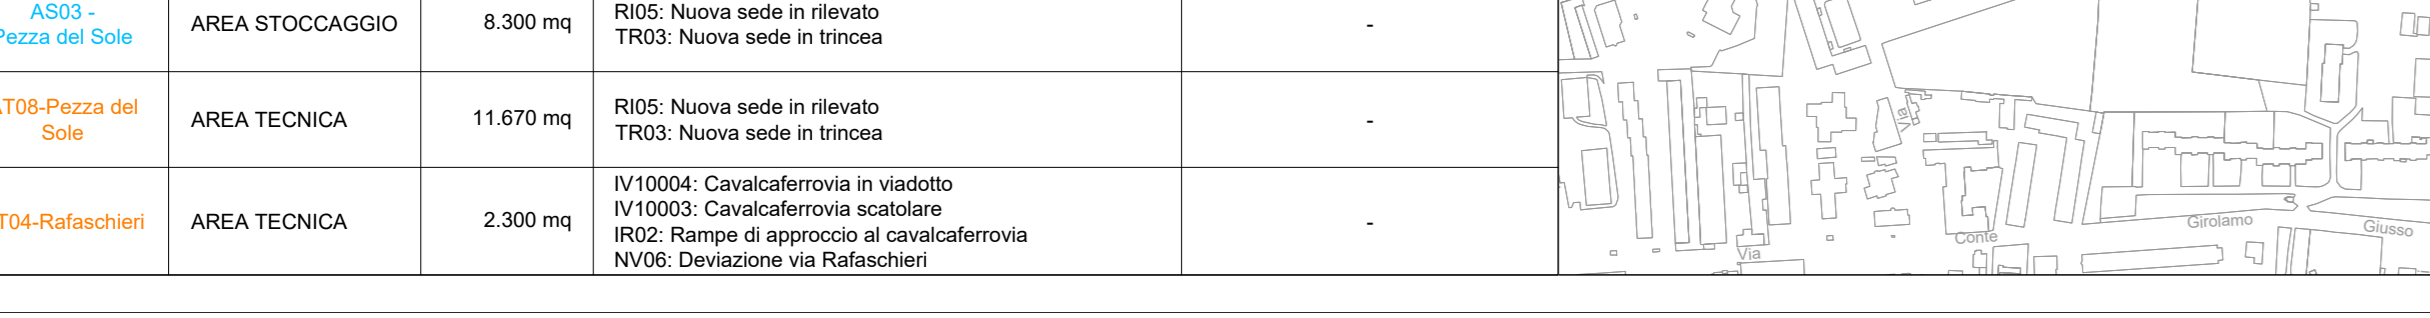 AS03 -
Pezza del Sole
AREA STOCCAGGIO
8.300 mq
RI05: Nuova sede in rilevato
TR03: Nuova sede in trincea
-
AT08-Pezza del
Sole
AREA TECNICA
11.670 mq
RI05: Nuova sede in rilevato
TR03: Nuova sede in trincea
-
T04-Rafaschieri
AREA TECNICA
2.300 mq
IV10004: Cavalcaferrovia in viadotto
IV10003: Cavalcaferrovia scatolare
IR02: Rampe di approccio al cavalcaferrovia
NV06: Deviazione via Rafaschieri
-
Via
Via
Conte
Girolamo
Giusso